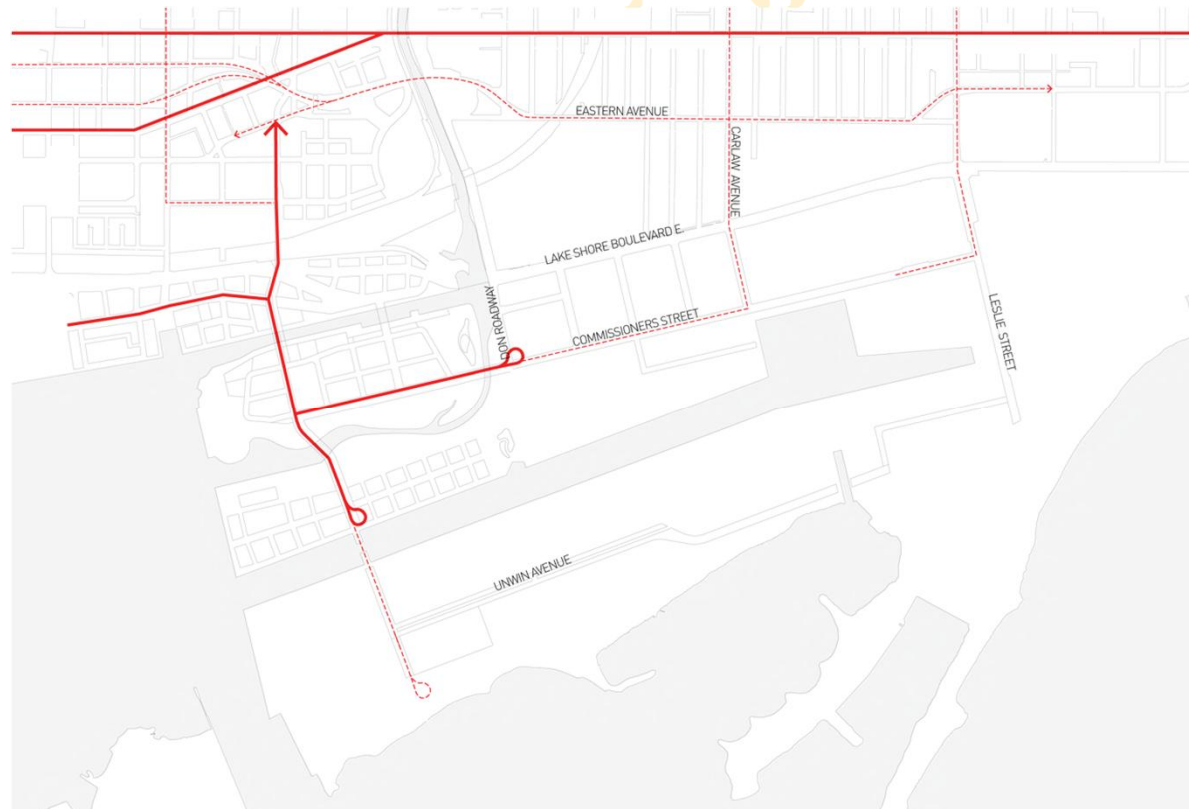 EASTERN AVENUE
CARLAW AVENUE
LAKE SHORE BOULEVARD E.
DON ROADWAY
COMMISSIONERS STREET
LESLIE STREET
UNWIN AVENUE